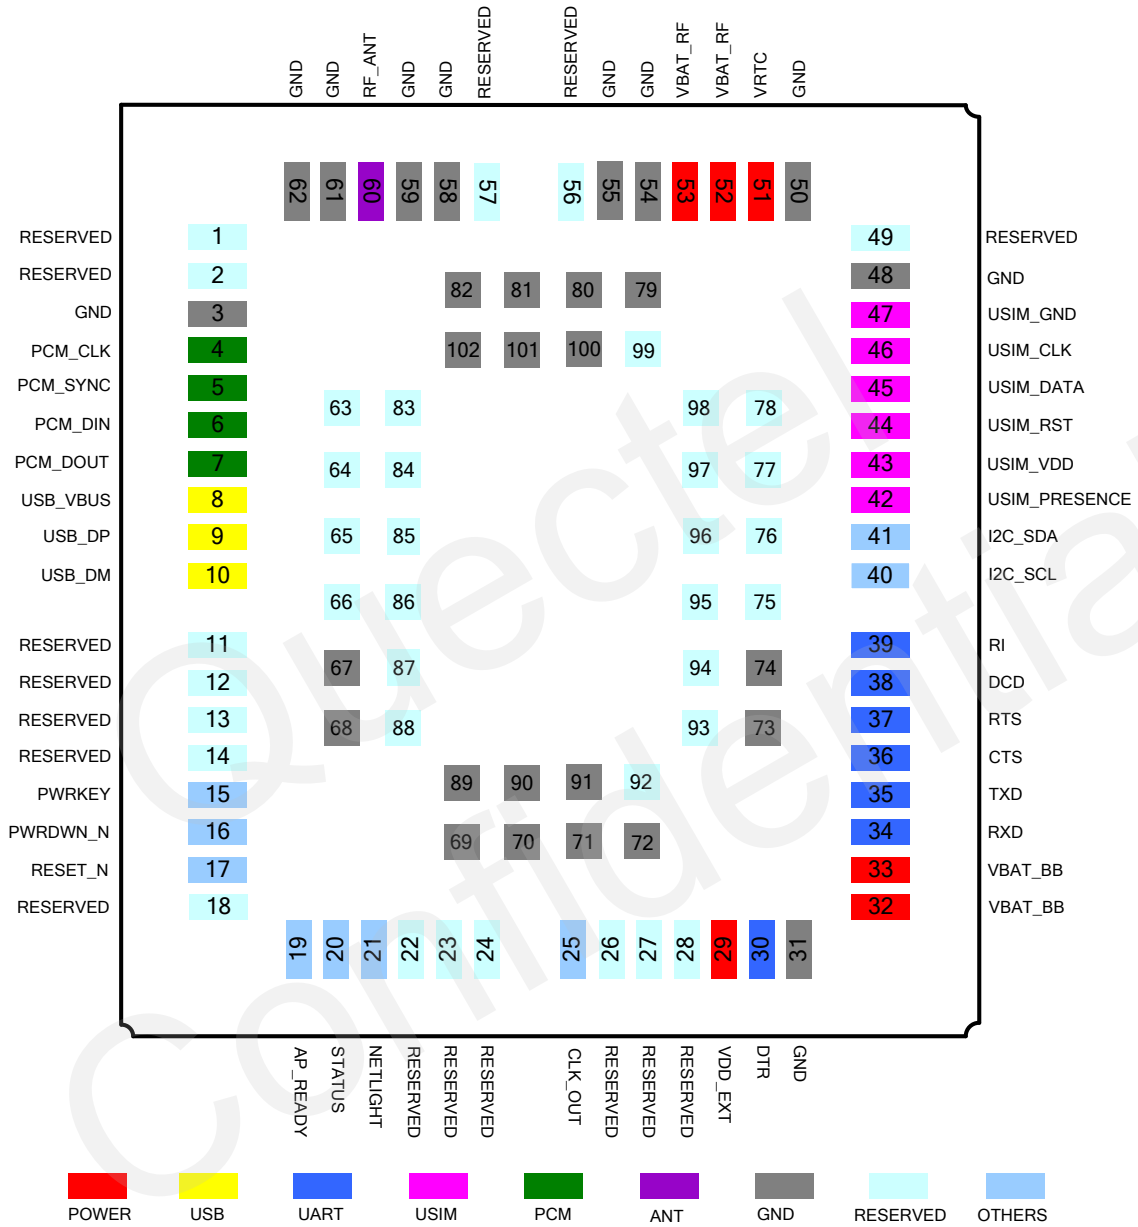 GND
GND
RF_ANT
GND
GND
RESERVED
RESERVED
GND
GND
VBAT_RF
VBAT_RF
VRTC
GND
62
61
60
59
58
57
56
55
54
53
52
51
50
RESERVED 1
RESERVED 2
GND 3
PCM_CLK 4
PCM_SYNC 5
PCM_DIN 6
PCM_DOUT 7
USB_VBUS 8
USB_DP 9
USB_DM 10
RESERVED 11
RESERVED 12
RESERVED 13
RESERVED 14
PWRKEY 15
PWRDWN_N 16
RESET_N 17
RESERVED 18
82 81 80 79
102 101 100 99
63 83 98 78
64 84 97 77
65 85 96 76
66 86 95 75
67 87 94 74
68 88 93 73
89 90 91 92
69 70 71 72
49 RESERVED
48 GND
47 USIM_GND
46 USIM_CLK
45 USIM_DATA
44 USIM_RST
43 USIM_VDD
42 USIM_PRESENCE
41 I2C_SDA
40 I2C_SCL
39 RI
38 DCD
37 RTS
36 CTS
35 TXD
34 RXD
33 VBAT_BB
32 VBAT_BB
19
20
21
22
23
24
25
26
27
28
29
30
31
AP_READY
STATUS
NETLIGHT
RESERVED
RESERVED
RESERVED
CLK_OUT
RESERVED
RESERVED
RESERVED
VDD_EXT
DTR
GND
Quectel
Confidential
POWER USB UART USIM PCM ANT GND RESERVED OTHERS